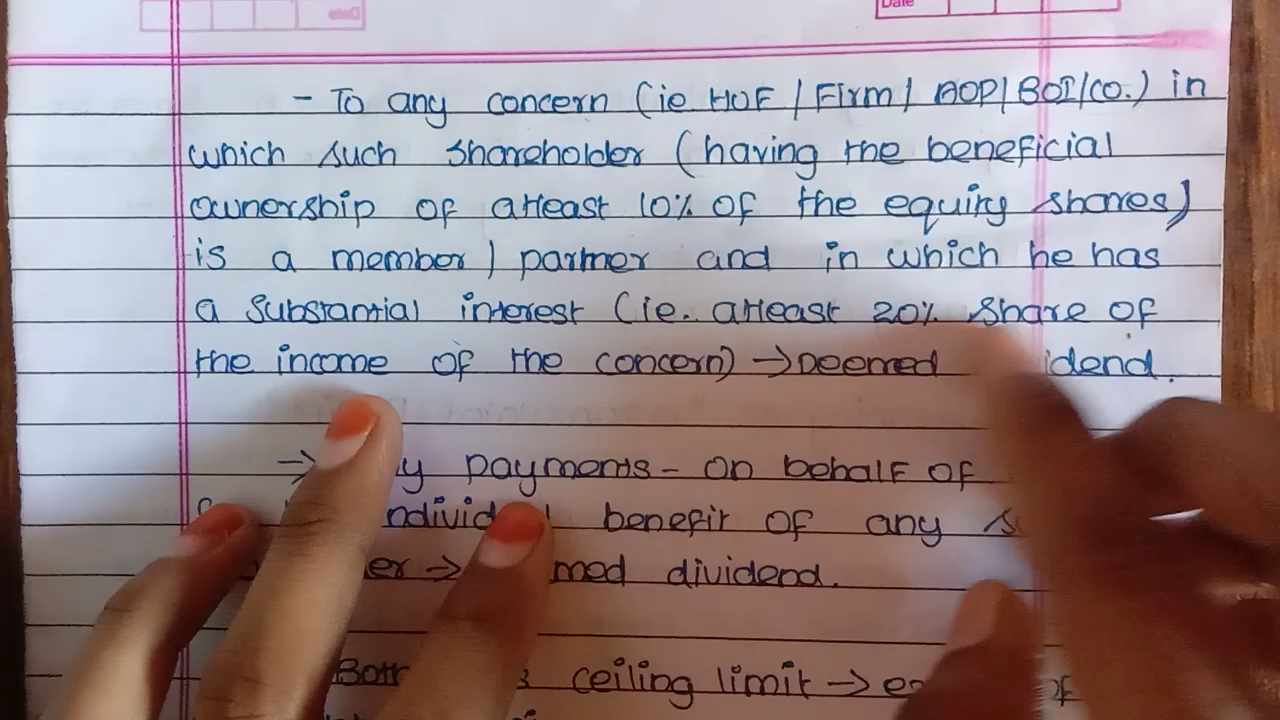 Date
- To any concern (ie HUF / Firm / AOP/BOI/co.) in
which such shareholder (having the beneficial
ownership of atleast 10% of the equity shares)
is a member / partner and in which he has
a substantial interest (ie. atleast 20% share of
the income of the concern) → Deemed
→ payments - on behalf of
benefit of any
→ dividend.
ceiling limit →